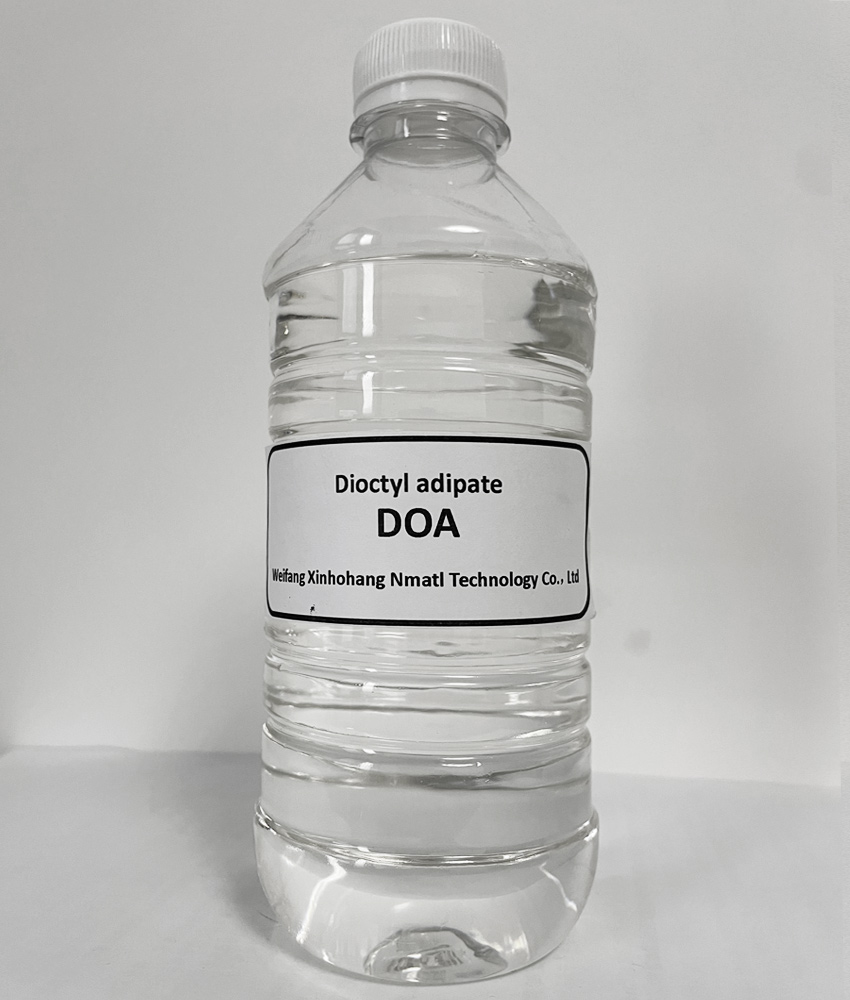 Dioctyl adipate
DOA
Weifang Xinhohang Nmatl Technology Co., Ltd